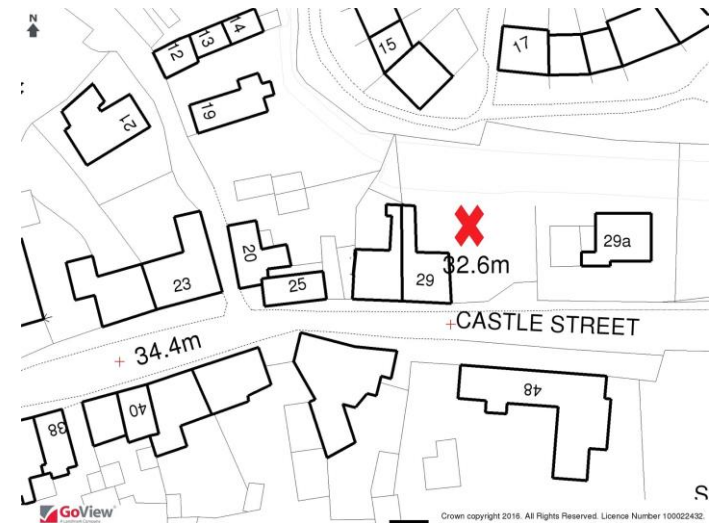 N
12
13
14
15
17
19
21
20
23
25
29
32.6m
29a
CASTLE STREET
34.4m
40
38
48
S
GoView
Crown copyright 2016. All Rights Reserved. Licence Number 100022432.